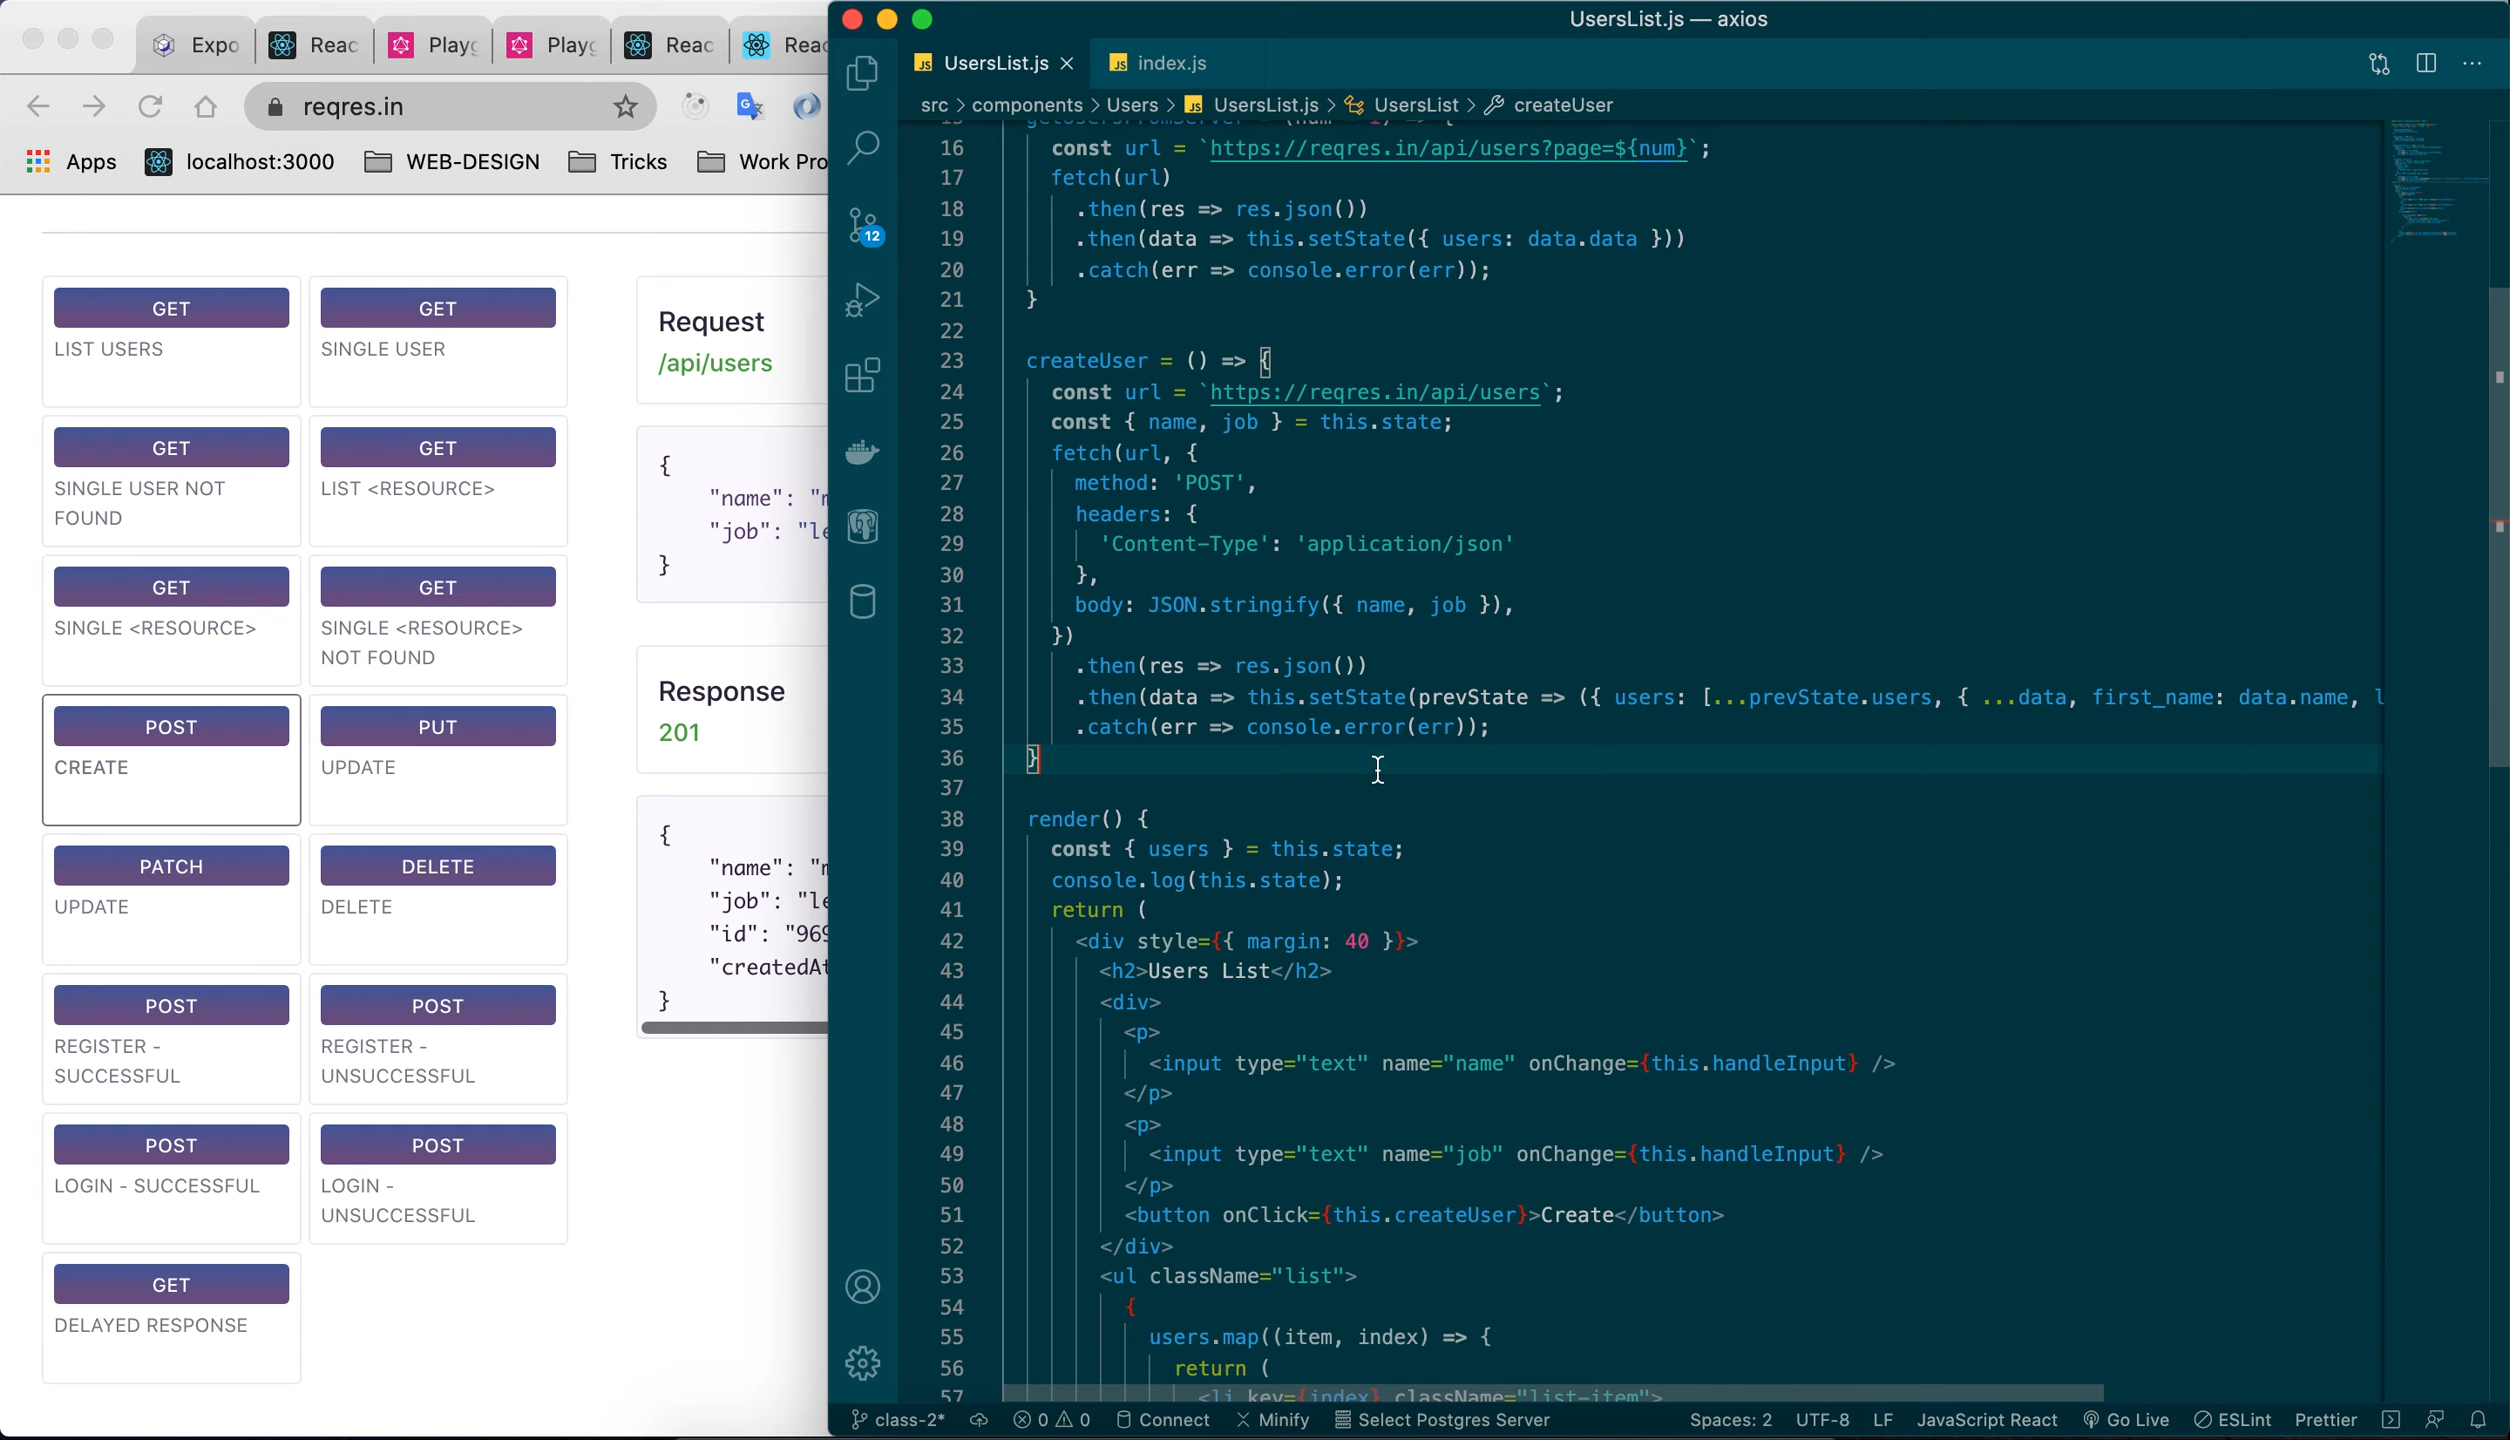 Expo
Reac
Playg
Playg
Reac
Reac
reqres.in
Apps
localhost:3000
WEB-DESIGN
Tricks
Work Pro
GET
LIST USERS
GET
SINGLE USER
GET
SINGLE USER NOT
FOUND
GET
LIST <RESOURCE>
GET
SINGLE <RESOURCE>
GET
SINGLE <RESOURCE>
NOT FOUND
POST
CREATE
PUT
UPDATE
PATCH
UPDATE
DELETE
DELETE
POST
REGISTER -
SUCCESSFUL
POST
REGISTER -
UNSUCCESSFUL
POST
LOGIN - SUCCESSFUL
POST
LOGIN -
UNSUCCESSFUL
GET
DELAYED RESPONSE
Request
/api/users
{
"name": "m
"job": "le
}
Response
201
{
"name": "m
"job": "le
"id": "969
"createdAt
}
UsersList.js — axios
JS UsersList.js
JS index.js
src > components > Users > JS UsersList.js > UsersList > createUser
12
16 const url = `https://reqres.in/api/users?page=${num}`;
17 fetch(url)
18 .then(res => res.json())
19 .then(data => this.setState({ users: data.data }))
20 .catch(err => console.error(err));
21 }
22
23 createUser = () => {
24 const url = `https://reqres.in/api/users`;
25 const { name, job } = this.state;
26 fetch(url, {
27 method: 'POST',
28 headers: {
29 'Content-Type': 'application/json'
30 },
31 body: JSON.stringify({ name, job }),
32 })
33 .then(res => res.json())
34 .then(data => this.setState(prevState => ({ users: [...prevState.users, { ...data, first_name: data.name, l
35 .catch(err => console.error(err));
36 }
37
38 render() {
39 const { users } = this.state;
40 console.log(this.state);
41 return (
42 <div style={{ margin: 40 }}>
43 <h2>Users List</h2>
44 <div>
45 <p>
46 <input type="text" name="name" onChange={this.handleInput} />
47 </p>
48 <p>
49 <input type="text" name="job" onChange={this.handleInput} />
50 </p>
51 <button onClick={this.createUser}>Create</button>
52 </div>
53 <ul className="list">
54 {
55 users.map((item, index) => {
56 return (
57 <li key={index} className="list-item">
class-2* 0 0 Connect Minify Select Postgres Server Spaces: 2 UTF-8 LF JavaScript React Go Live ESLint Prettier